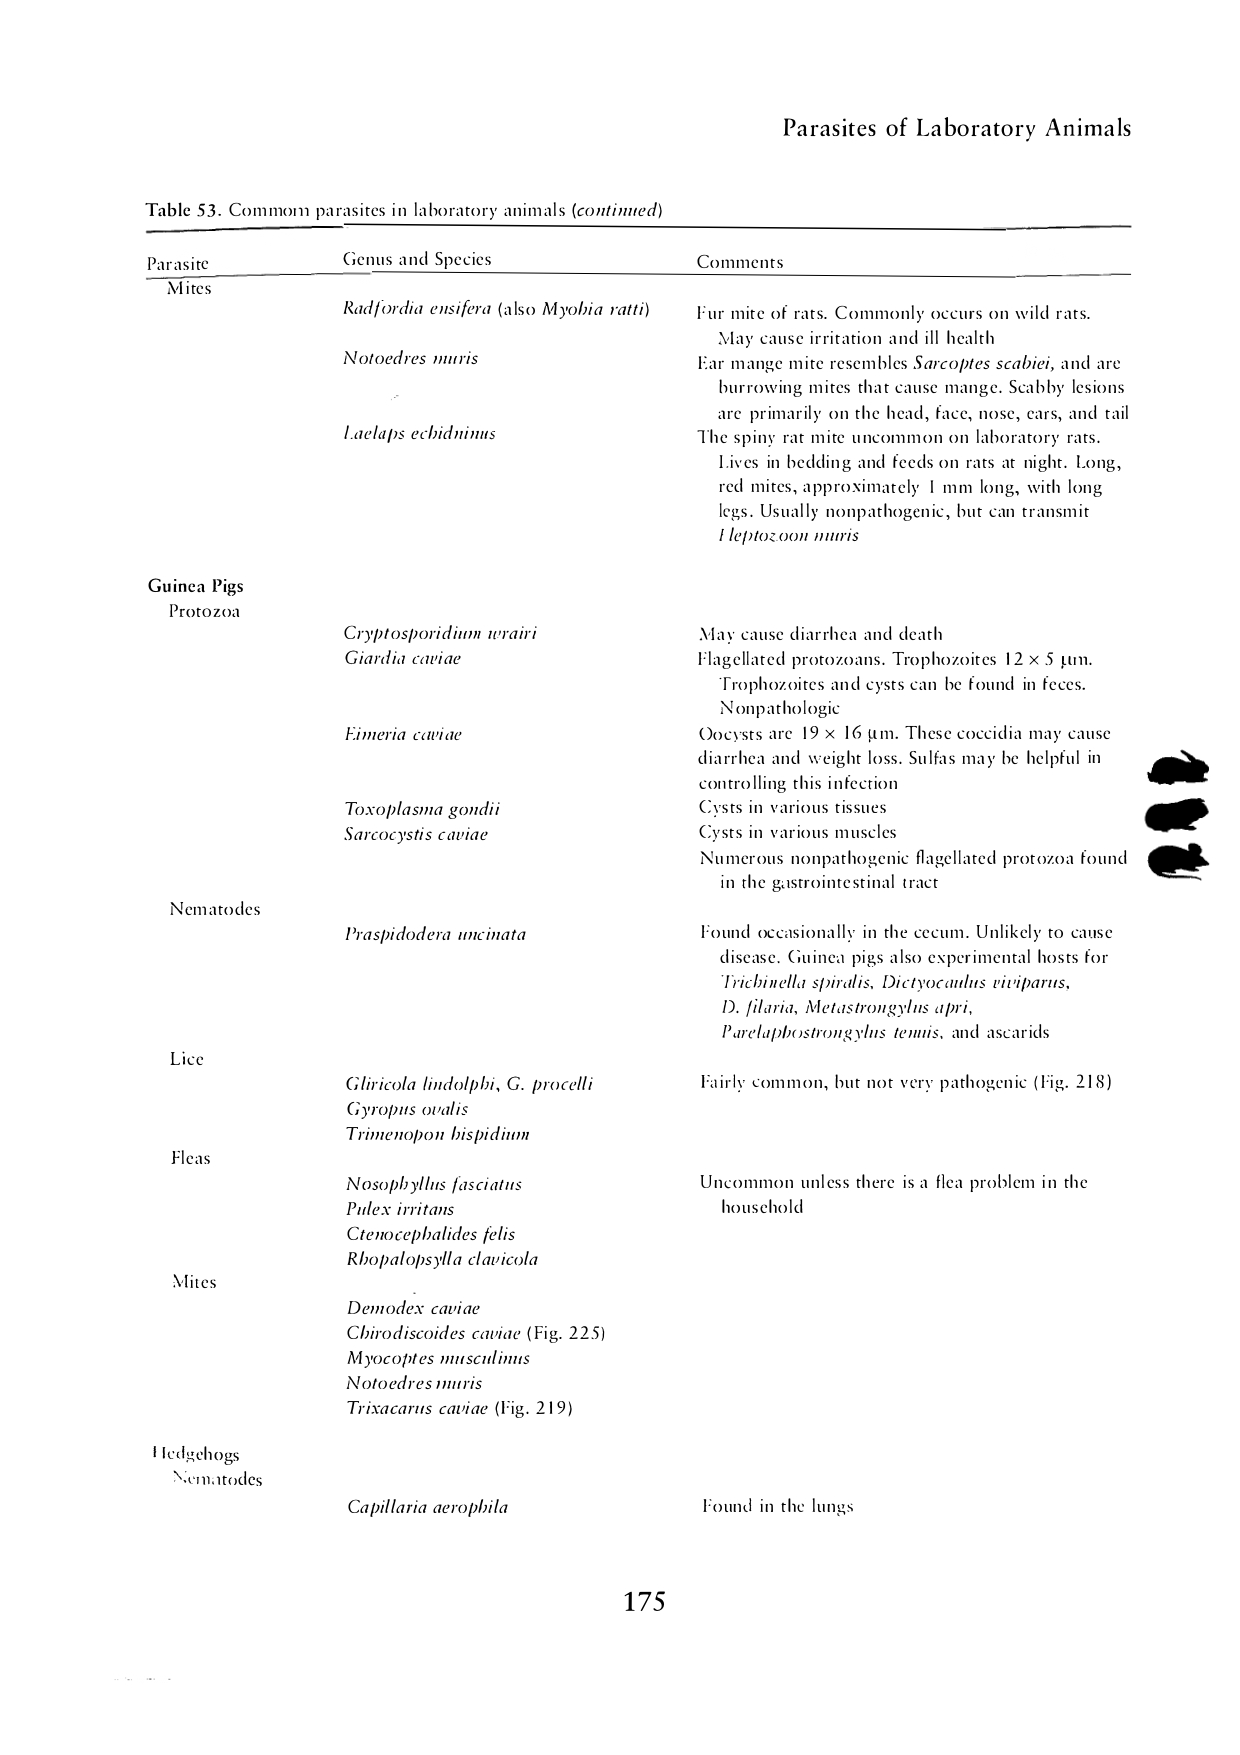 Parasites of Laboratory Animals
Table 53. Common parasites in laboratory animals (continued)
Parasite Genus and Species Comments
Mites
Radfordia ensifera (also Myobia ratti) Fur mite of rats. Commonly occurs on wild rats.
May cause irritation and ill health
Notoedres muris Ear mange mite resembles Sarcoptes scabiei, and are
burrowing mites that cause mange. Scabby lesions
are primarily on the head, face, nose, ears, and tail
Laelaps echidninus The spiny rat mite uncommon on laboratory rats.
Lives in bedding and feeds on rats at night. Long,
red mites, approximately 1 mm long, with long
legs. Usually nonpathogenic, but can transmit
Heptozoon muris
Guinea Pigs
Protozoa
Cryptosporidium wrairi May cause diarrhea and death
Giardia caviae Flagellated protozoans. Trophozoites 12 × 5 μm.
Trophozoites and cysts can be found in feces.
Nonpathologic
Eimeria caviae Oocysts are 19 × 16 μm. These coccidia may cause
diarrhea and weight loss. Sulfas may be helpful in
controlling this infection
Toxoplasma gondii Cysts in various tissues
Sarcocystis caviae Cysts in various muscles
Numerous nonpathogenic flagellated protozoa found
in the gastrointestinal tract
Nematodes
Praspidodera uncinata Found occasionally in the cecum. Unlikely to cause
disease. Guinea pigs also experimental hosts for
Trichinella spiralis, Dictyocaulus viviparus,
D. filaria, Metastrongylus apri,
Parelaphostrongylus tenuis, and ascarids
Lice
Gliricola lindolphi, G. procelli Fairly common, but not very pathogenic (Fig. 218)
Gyropus ovalis
Trimenopon hispidium
Fleas
Nosophyllus fasciatus Uncommon unless there is a flea problem in the
household
Pulex irritans
Ctenocephalides felis
Rhopalopsylla clavicola
Mites
Demodex caviae
Chirodiscoides caviae (Fig. 225)
Myocoptes musculinus
Notoedres muris
Trixacarus caviae (Fig. 219)
Hedgehogs
Nematodes
Capillaria aerophila Found in the lungs
175